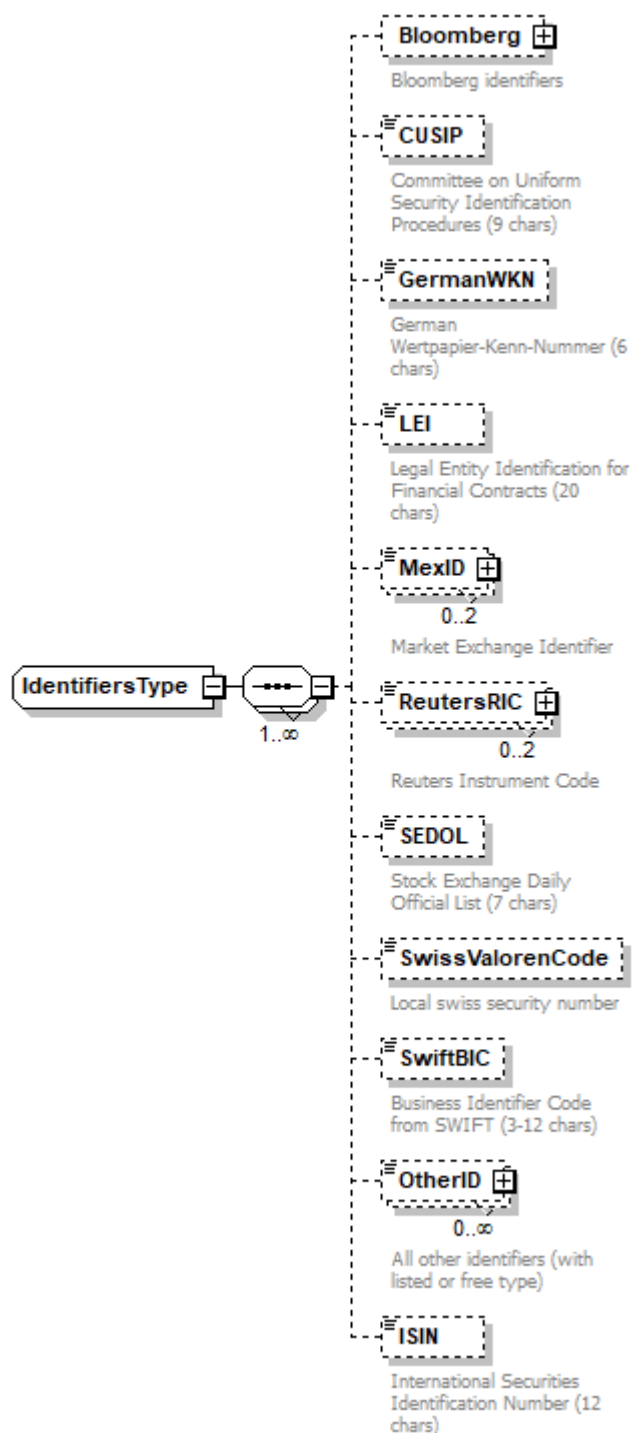 Bloomberg
Bloomberg identifiers
CUSIP
Committee on Uniform
Security Identification
Procedures (9 chars)
GermanWKN
German
Wertpapier-Kenn-Nummer (6
chars)
LEI
Legal Entity Identification for
Financial Contracts (20
chars)
MexID
0..2
Market Exchange Identifier
IdentifiersType
1..∞
ReutersRIC
0..2
Reuters Instrument Code
SEDOL
Stock Exchange Daily
Official List (7 chars)
SwissValorenCode
Local swiss security number
SwiftBIC
Business Identifier Code
from SWIFT (3-12 chars)
OtherID
0..∞
All other identifiers (with
listed or free type)
ISIN
International Securities
Identification Number (12
chars)